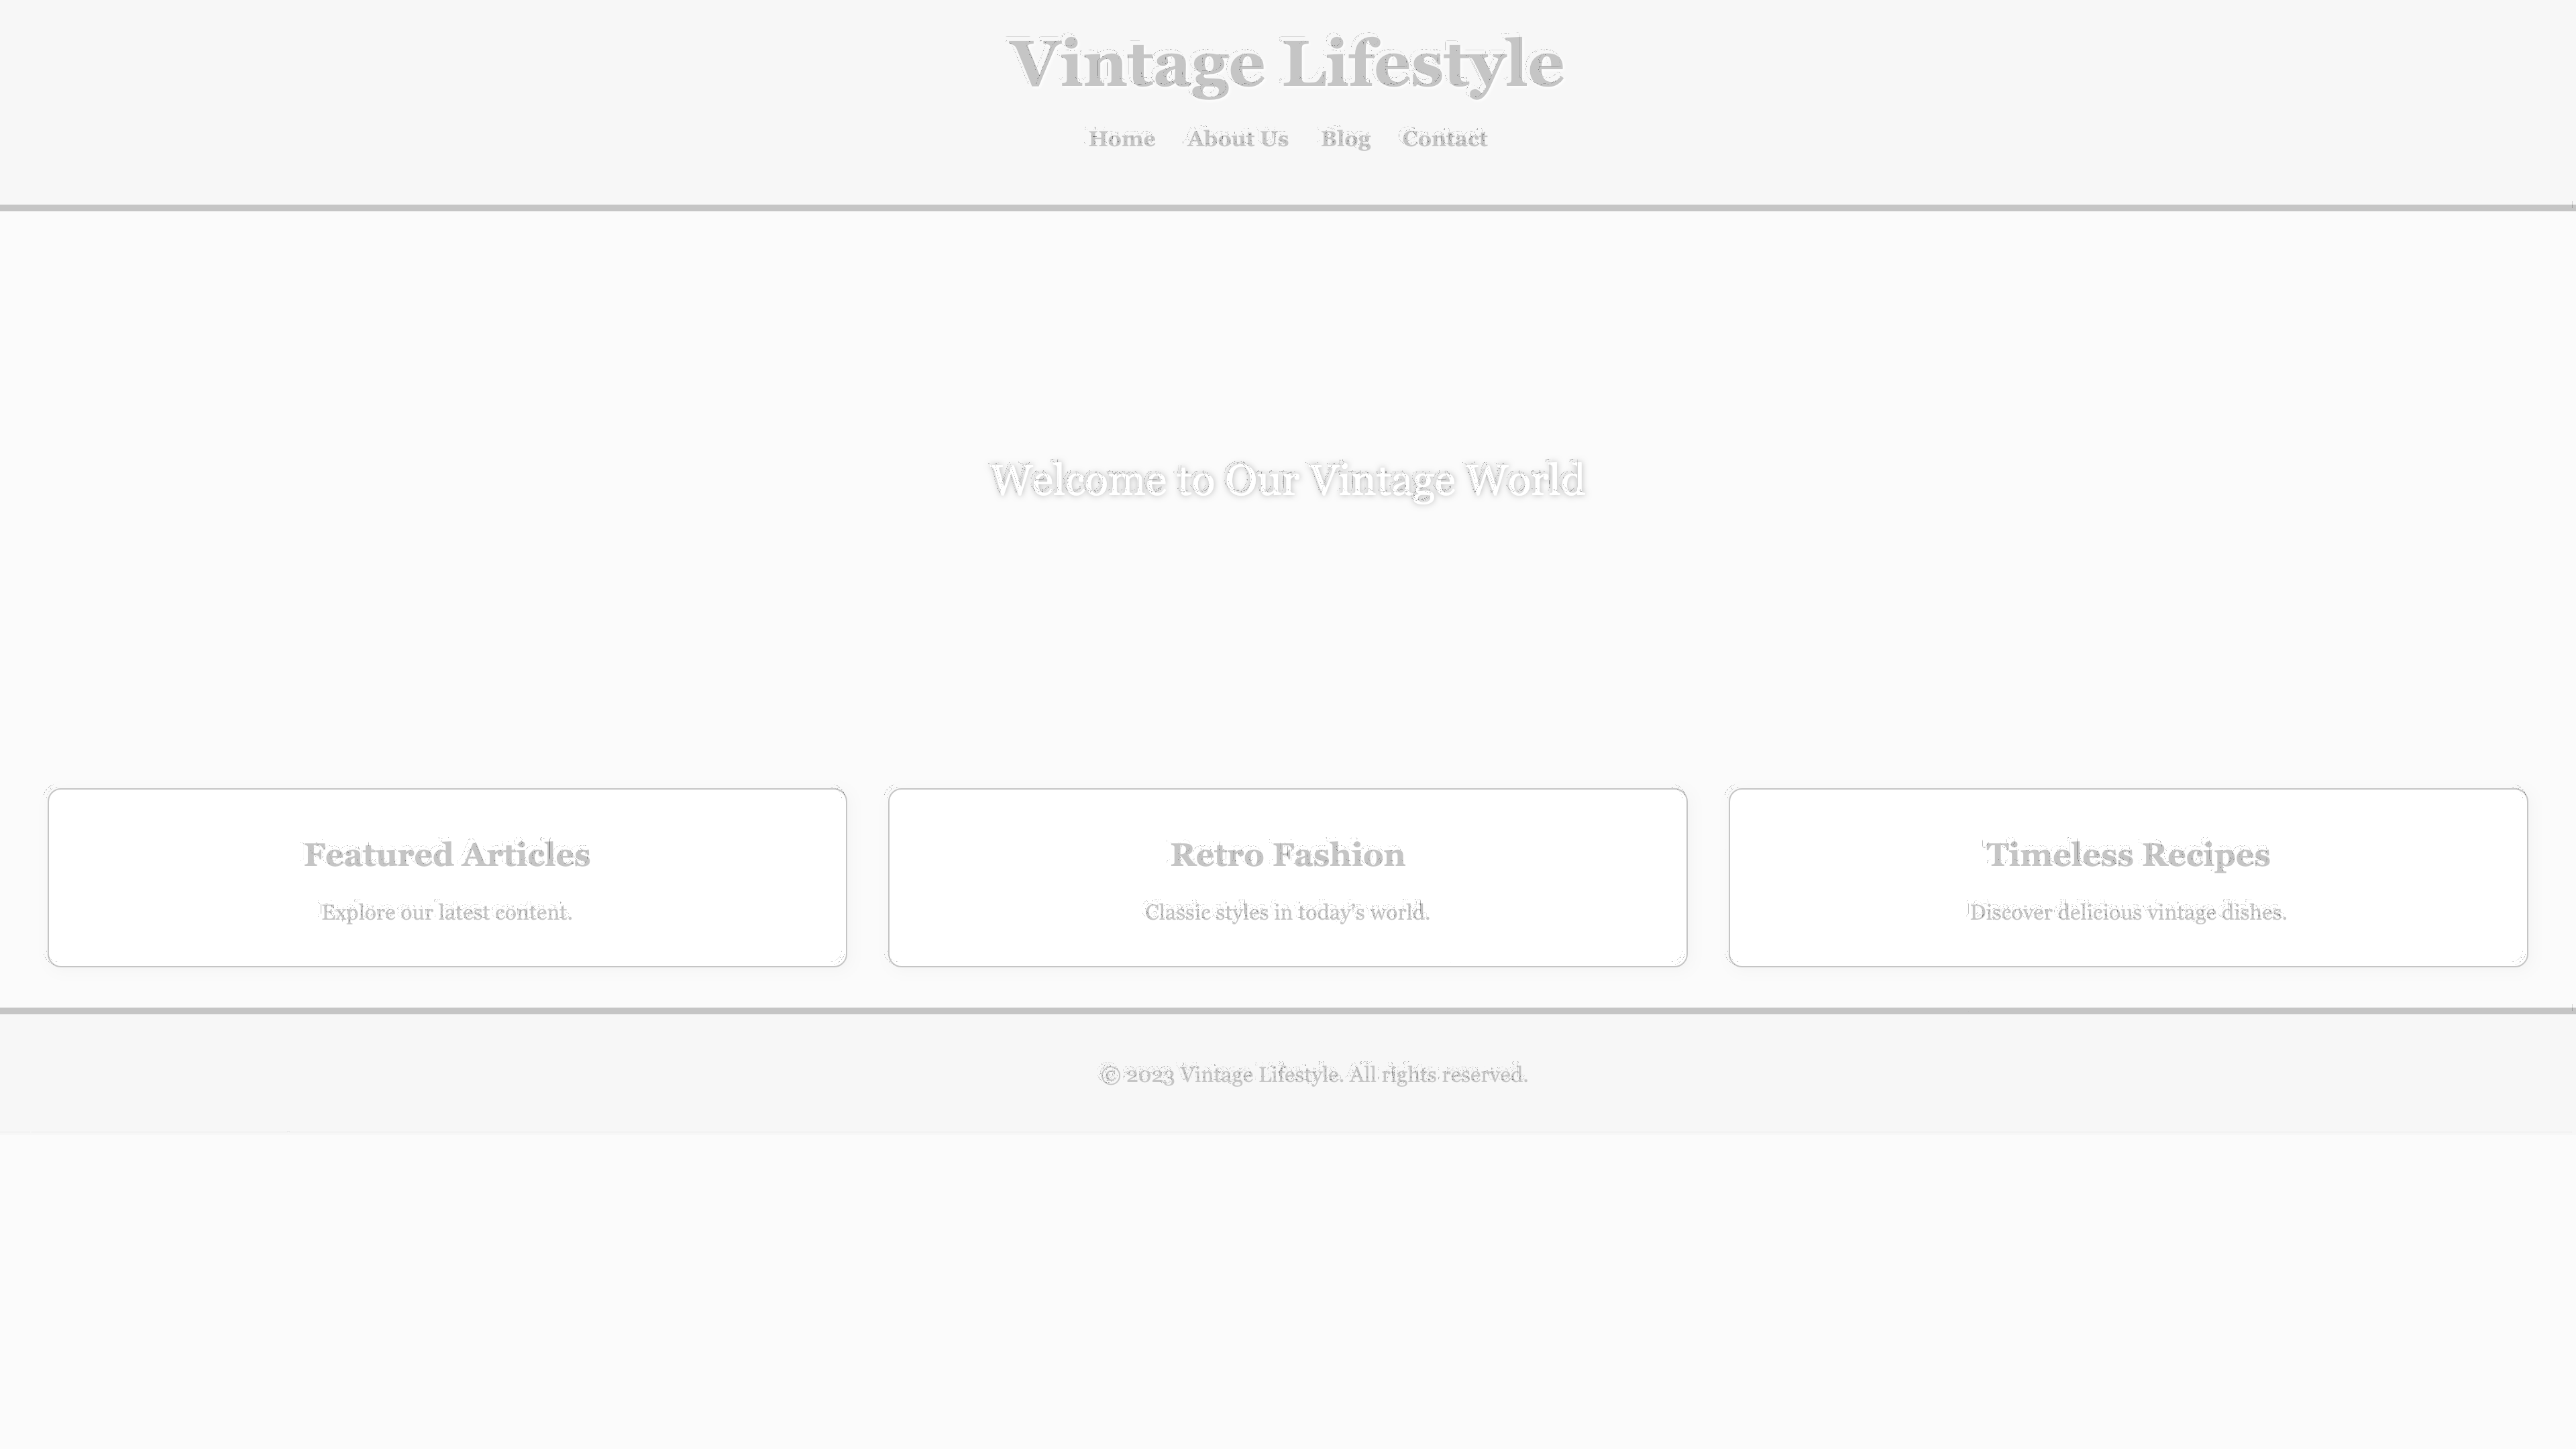 Vintage Lifestyle
Home About Us Blog Contact
Welcome to Our Vintage World
Featured Articles
Explore our latest content.
Retro Fashion
Classic styles in today's world.
Timeless Recipes
Discover delicious vintage dishes.
© 2023 Vintage Lifestyle. All rights reserved.